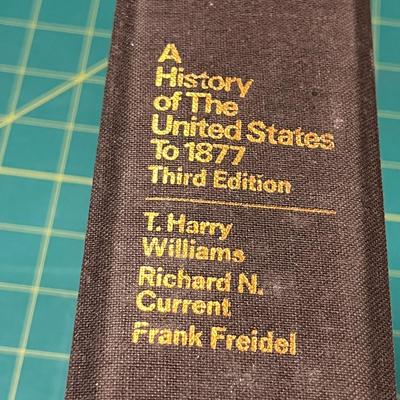 A
History
of The
United States
To 1877
Third Edition
T. Harry
Williams
Richard N.
Current
Frank Freidel